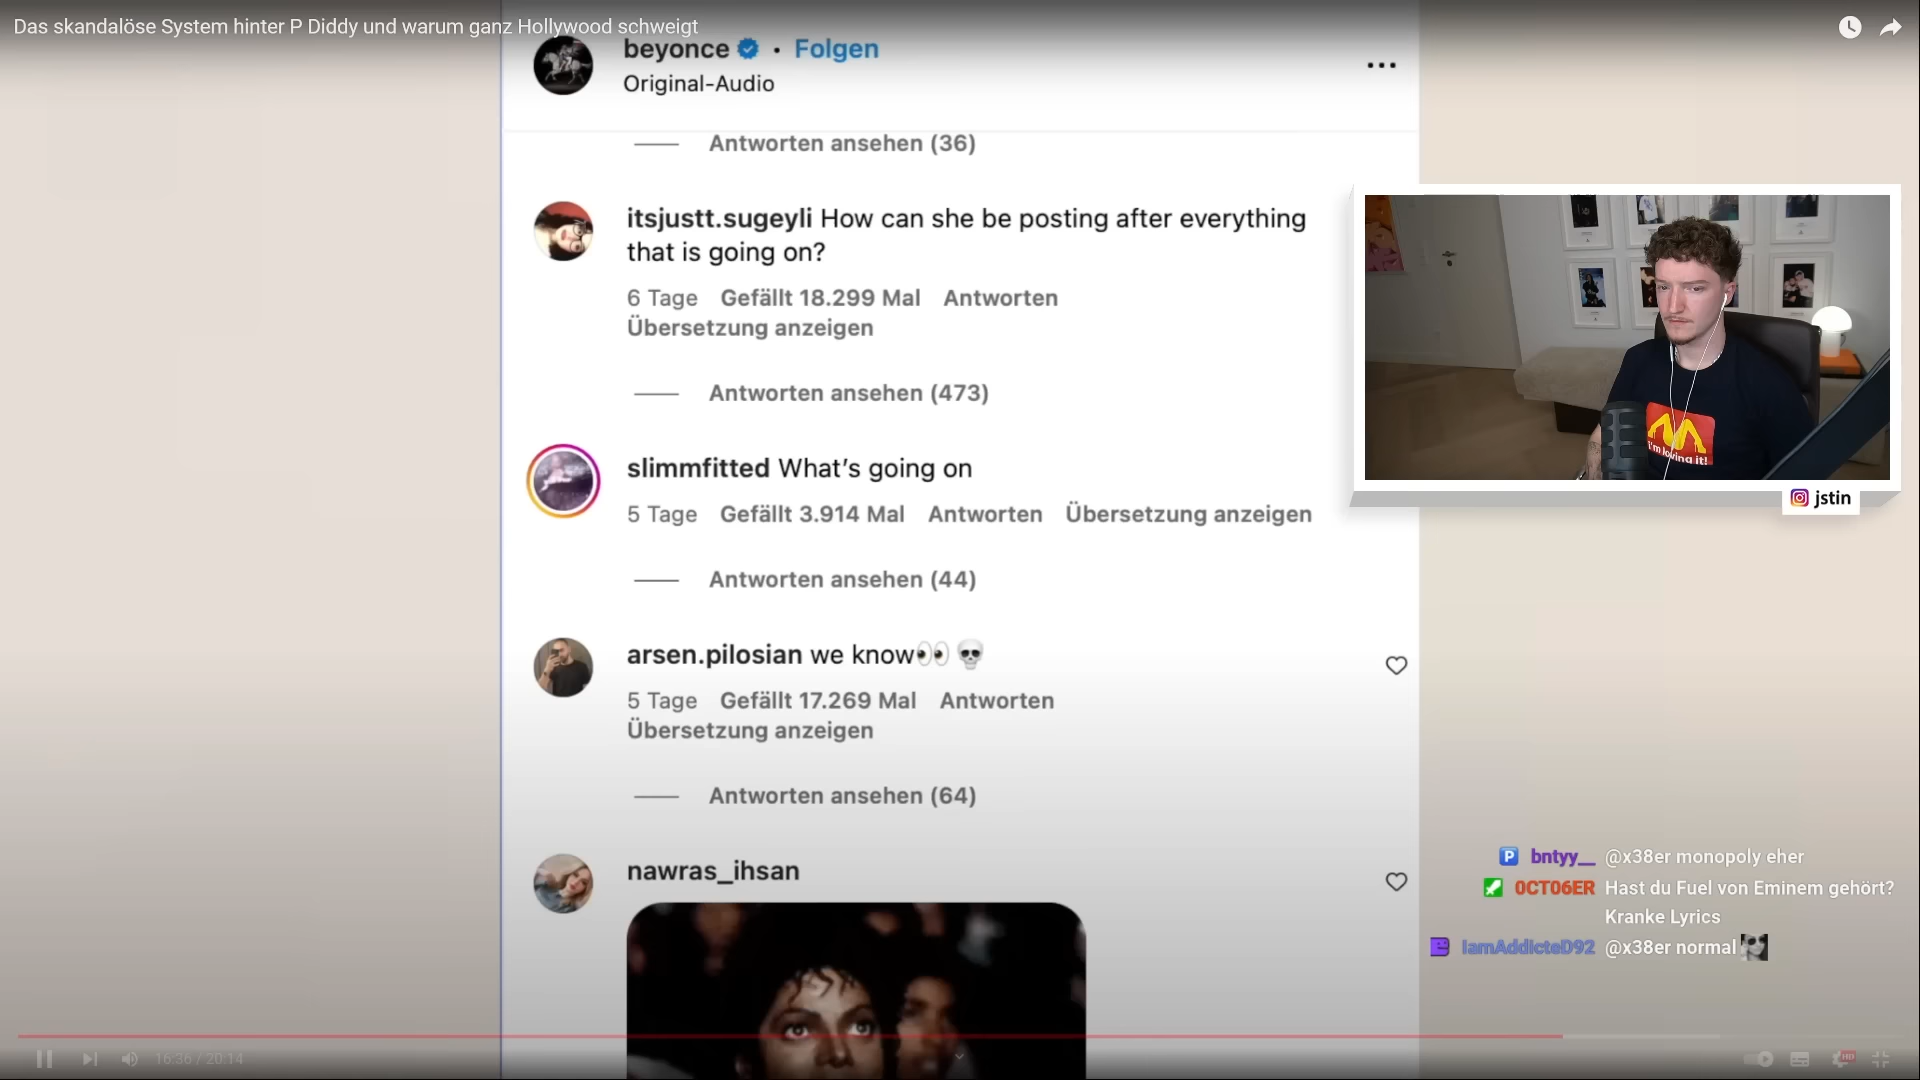 Das skandalöse System hinter P Diddy und warum ganz Hollywood schweigt
beyonce • Folgen
Original-Audio
Antworten ansehen (36)
itsjustt.sugeyli How can she be posting after everything
that is going on?
6 Tage Gefällt 18.299 Mal Antworten
Übersetzung anzeigen
Antworten ansehen (473)
slimmfitted What’s going on
5 Tage Gefällt 3.914 Mal Antworten Übersetzung anzeigen
Antworten ansehen (44)
arsen.pilosian we know👀 💀
5 Tage Gefällt 17.269 Mal Antworten
Übersetzung anzeigen
Antworten ansehen (64)
nawras_ihsan
I'm loving it!
jstin
bntyy__ @x38er monopoly eher
0CT06ER Hast du Fuel von Eminem gehört?
Kranke Lyrics
IamAddicteD92 @x38er normal
16:36 / 20:14
HD